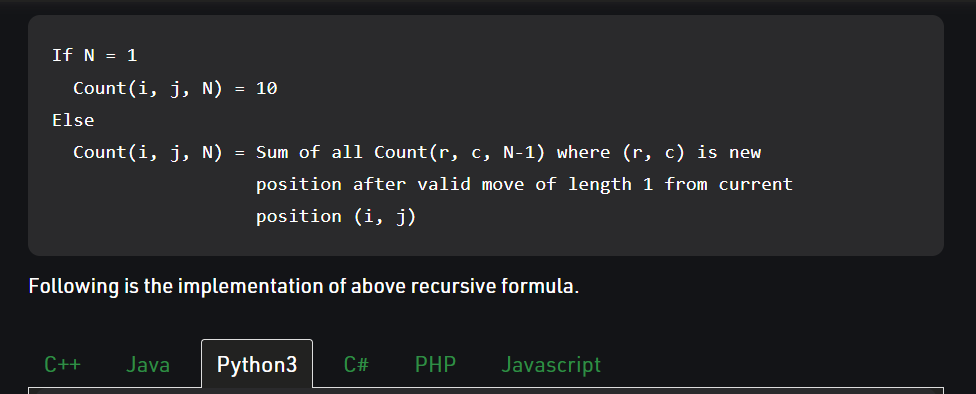 If N = 1
Count(i, j, N) = 10
Else
Count(i, j, N) = Sum of all Count(r, c, N-1) where (r, c) is new
position after valid move of length 1 from current
position (i, j)
Following is the implementation of above recursive formula.
C++ Java Python3 C# PHP Javascript